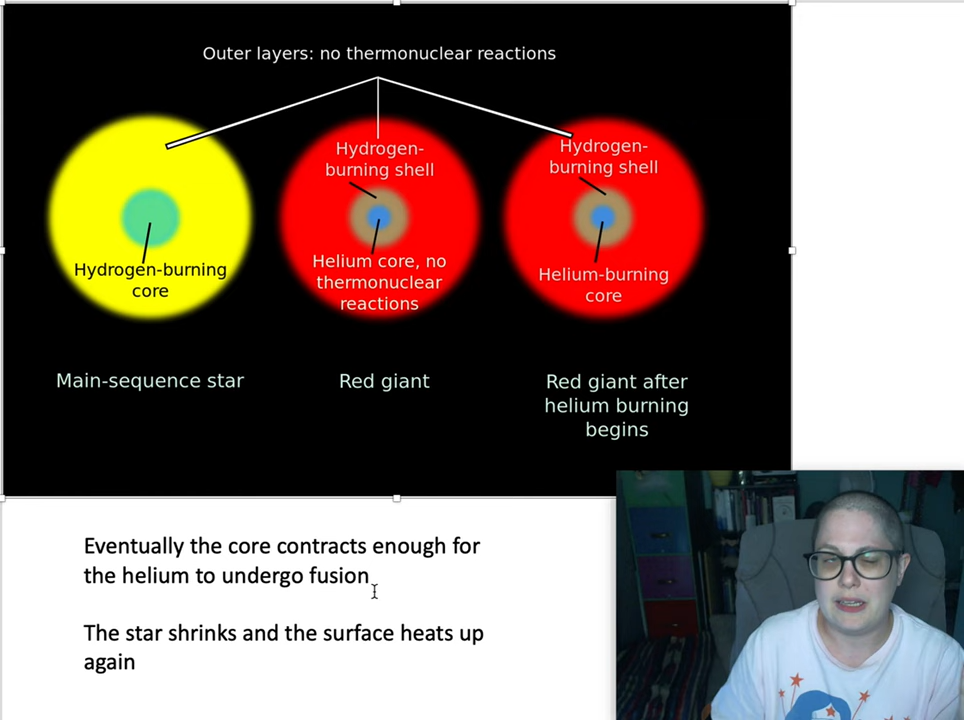 Outer layers: no thermonuclear reactions
Hydrogen-burning
core
Hydrogen-
burning shell
Helium core, no
thermonuclear
reactions
Hydrogen-
burning shell
Helium-burning
core
Main-sequence star
Red giant
Red giant after
helium burning
begins
Eventually the core contracts enough for
the helium to undergo fusion
The star shrinks and the surface heats up
again